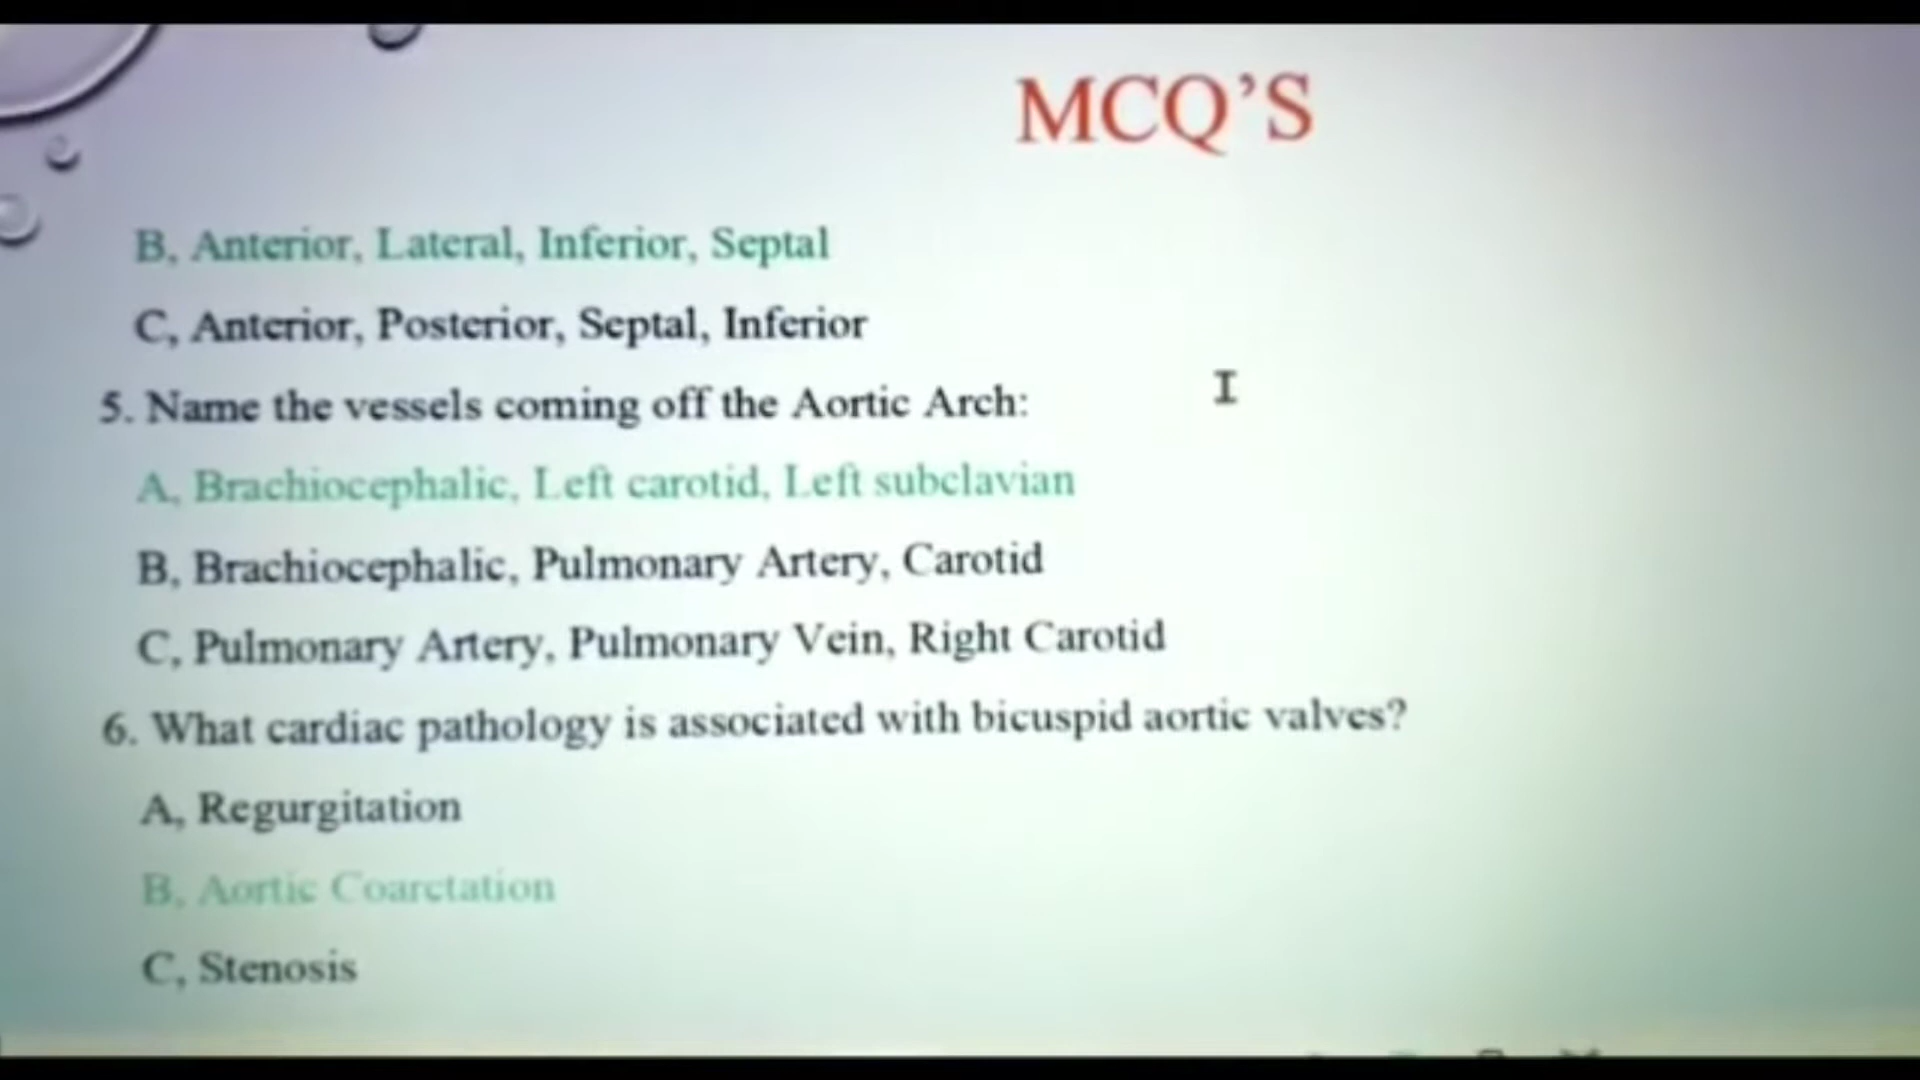 MCQ’S
B, Anterior, Lateral, Inferior, Septal
C, Anterior, Posterior, Septal, Inferior
5. Name the vessels coming off the Aortic Arch:
A, Brachiocephalic, Left carotid, Left subclavian
B, Brachiocephalic, Pulmonary Artery, Carotid
C, Pulmonary Artery, Pulmonary Vein, Right Carotid
6. What cardiac pathology is associated with bicuspid aortic valves?
A, Regurgitation
B, Aortic Coarctation
C, Stenosis